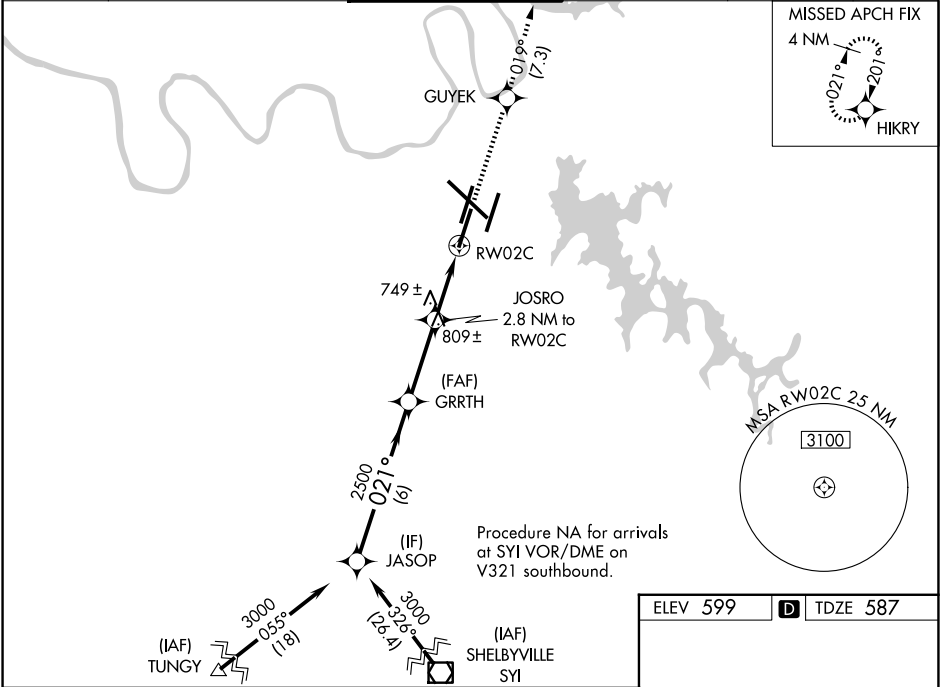 MISSED APCH FIX
4 NM
021°
201°
HIKRY
019°
(7.3)
GUYEK
RW02C
749 ±
JOSRO
2.8 NM to
RW02C
809 ±
(FAF)
GRRTH
2500
021°
(6)
MSA RW02C 25 NM
3100
(IF)
JASOP
Procedure NA for arrivals
at SYI VOR/DME on
V321 southbound.
3000
055°
(18)
3000
326°
(26.4)
(IAF)
TUNGY
(IAF)
SHELBYVILLE
SYI
ELEV 599 D TDZE 587